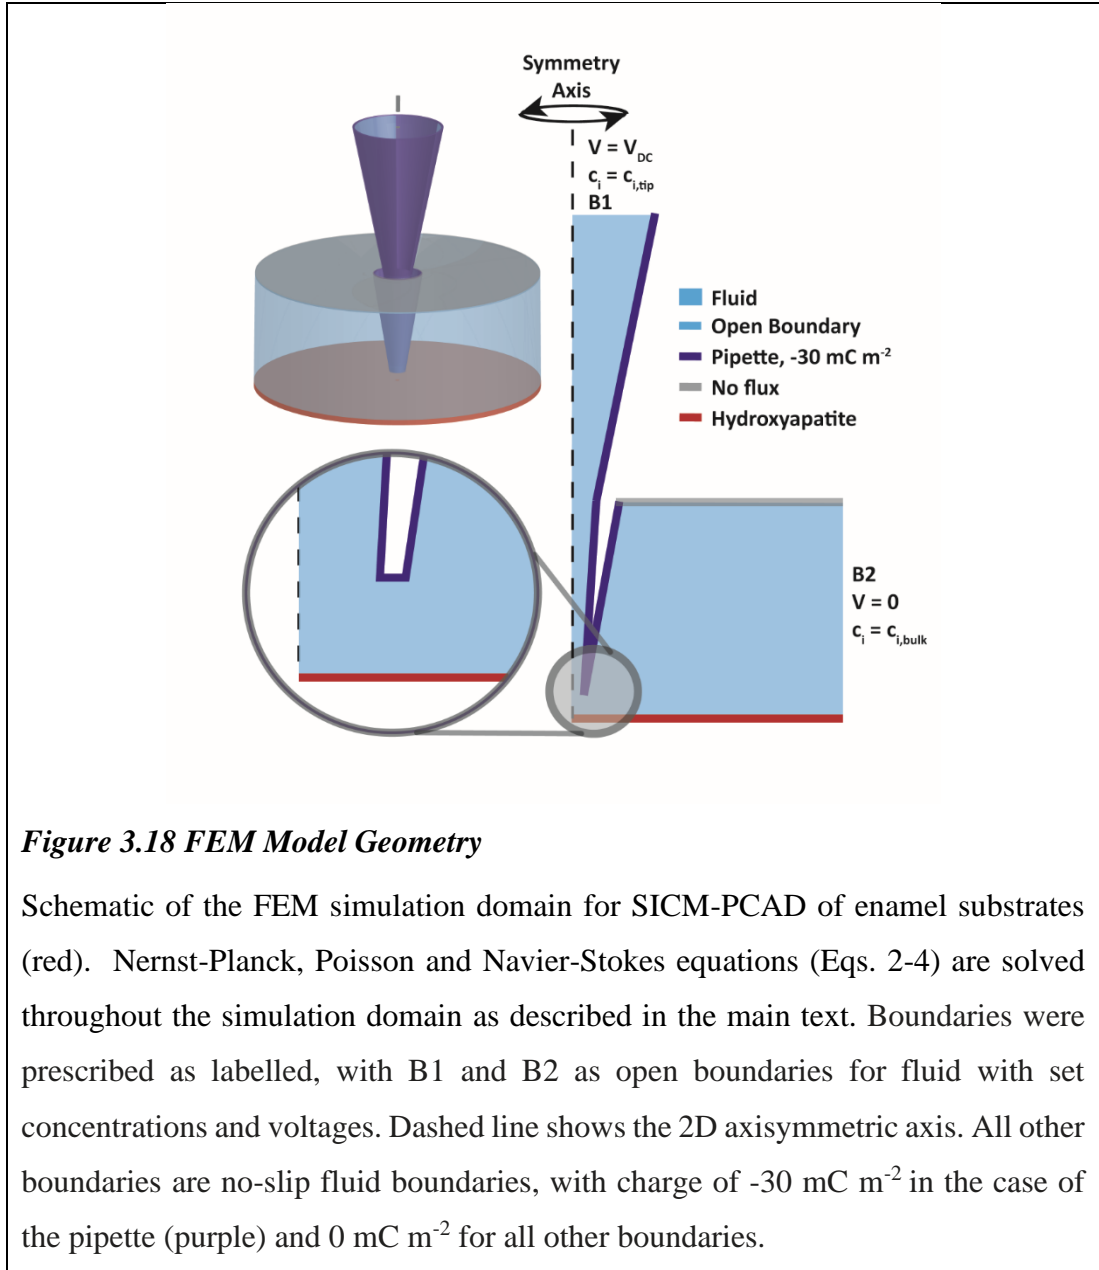 Symmetry
Axis
V = V_DC
c_i = c_i,tip
B1
Fluid
Open Boundary
Pipette, -30 mC m⁻²
No flux
Hydroxyapatite
B2
V = 0
c_i = c_i,bulk
Figure 3.18 FEM Model Geometry
Schematic of the FEM simulation domain for SICM-PCAD of enamel substrates
(red). Nernst-Planck, Poisson and Navier-Stokes equations (Eqs. 2-4) are solved
throughout the simulation domain as described in the main text. Boundaries were
prescribed as labelled, with B1 and B2 as open boundaries for fluid with set
concentrations and voltages. Dashed line shows the 2D axisymmetric axis. All other
boundaries are no-slip fluid boundaries, with charge of -30 mC m⁻² in the case of
the pipette (purple) and 0 mC m⁻² for all other boundaries.